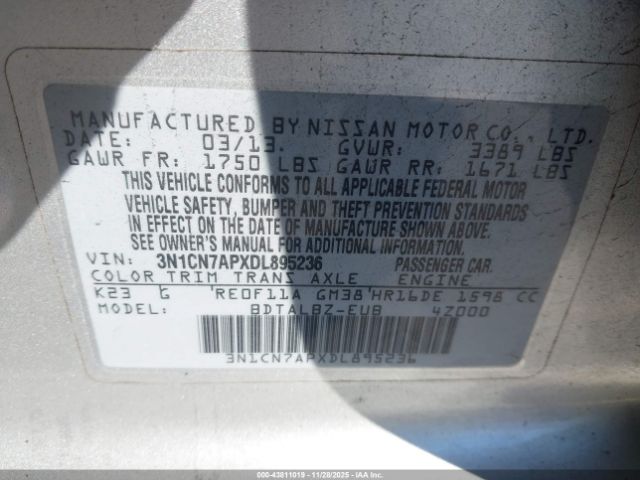 MANUFACTURED BY NISSAN MOTOR CO., LTD.
DATE: 03/13. GVWR: 3389 LBS
GAWR FR: 1750 LBS GAWR RR: 1671 LBS
THIS VEHICLE CONFORMS TO ALL APPLICABLE FEDERAL MOTOR
VEHICLE SAFETY, BUMPER AND THEFT PREVENTION STANDARDS
IN EFFECT ON THE DATE OF MANUFACTURE SHOWN ABOVE.
SEE OWNER'S MANUAL FOR ADDITIONAL INFORMATION.
VIN: 3N1CN7APXDL895236 PASSENGER CAR.
COLOR TRIM TRANS AXLE ENGINE
K23 G 'RE0F11A GM38'HR16DE 1598 CC
MODEL: BDTALBZ-EUB 4Z000
3N1CN7APXDL895236
000-43811019 | 11/28/2025 | IAAI.COM